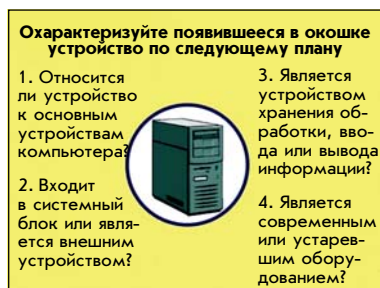 Охарактеризуйте появившееся в окошке
устройство по следующему плану
1. Относится
ли устройство
к основным
устройствам
компьютера?
2. Входит
в системный
блок или явля-
ется внешним
устройством?
3. Является
устройством
хранения об-
работки, вво-
да или вывода
информации?
4. Является
современным
или устарев-
шим обору-
дованием?